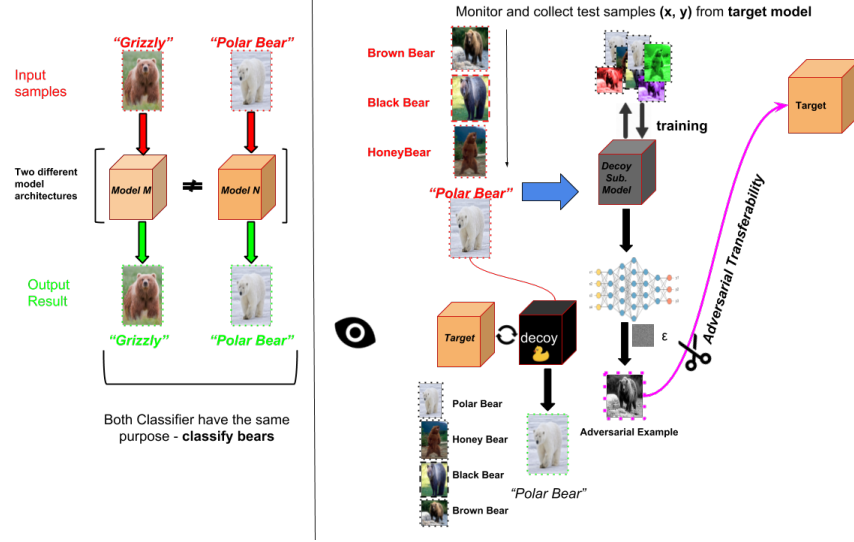 “Grizzly”
“Polar Bear”
Input
samples
Two different
model
architectures
Model M
≠
Model N
Output
Result
“Grizzly”
“Polar Bear”
Both Classifier have the same
purpose - classify bears
Monitor and collect test samples (x, y) from target model
Brown Bear
Black Bear
HoneyBear
“Polar Bear”
training
Decoy
Sub.
Model
Target
Adversarial Transferability
Target
decoy
ε
Adversarial Example
Polar Bear
Honey Bear
Black Bear
Brown Bear
“Polar Bear”